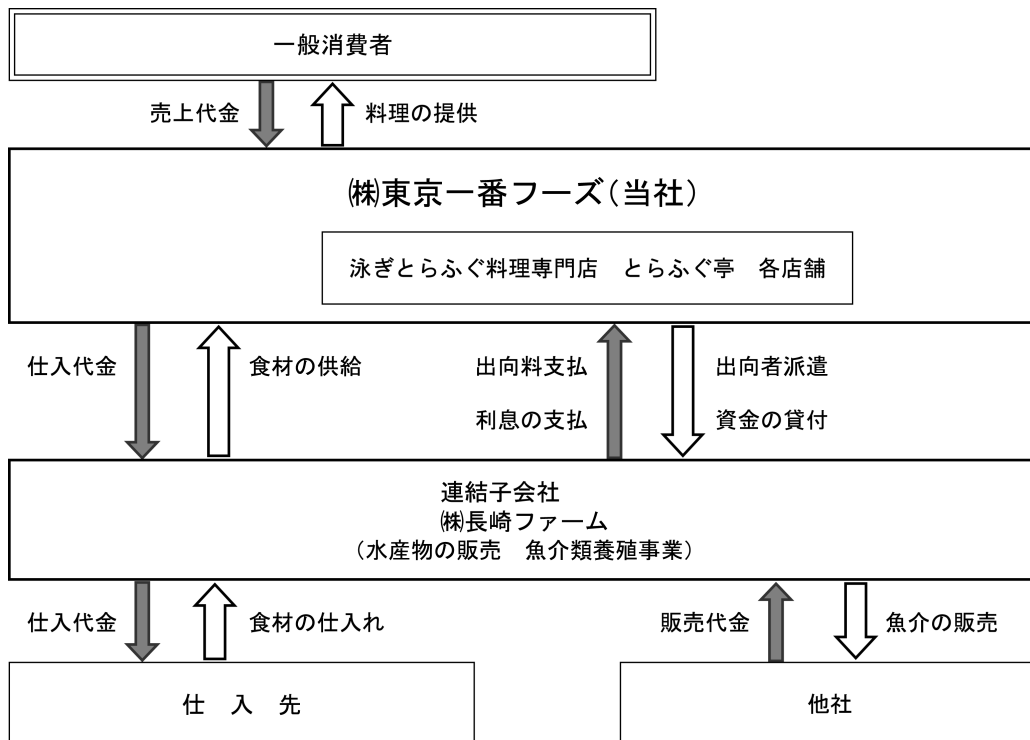 一般消費者
売上代金
料理の提供
㈱東京一番フーズ(当社)
泳ぎとらふぐ料理専門店　とらふぐ亭　各店舗
仕入代金
食材の供給
出向料支払
出向者派遣
利息の支払
資金の貸付
連結子会社
㈱長崎ファーム
（水産物の販売　魚介類養殖事業）
仕入代金
食材の仕入れ
販売代金
魚介の販売
仕　入　先
他社